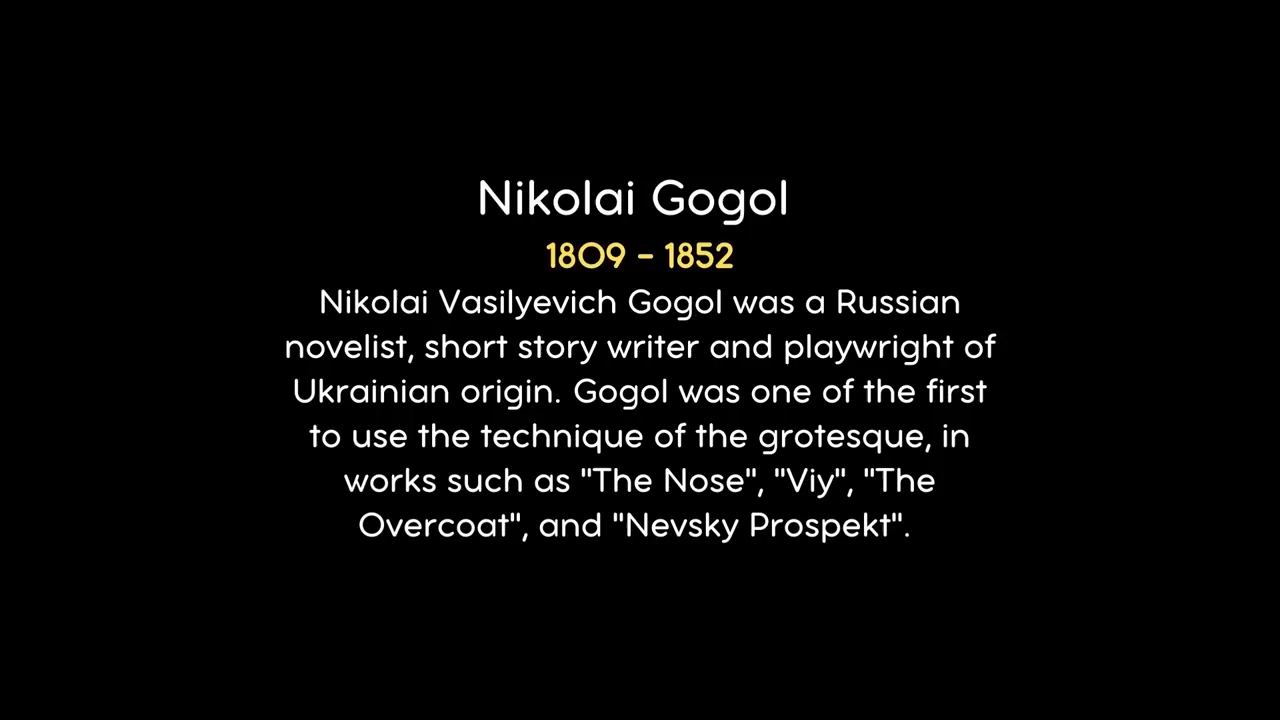 Nikolai Gogol
1809 - 1852
Nikolai Vasilyevich Gogol was a Russian
novelist, short story writer and playwright of
Ukrainian origin. Gogol was one of the first
to use the technique of the grotesque, in
works such as "The Nose", "Viy", "The
Overcoat", and "Nevsky Prospekt".